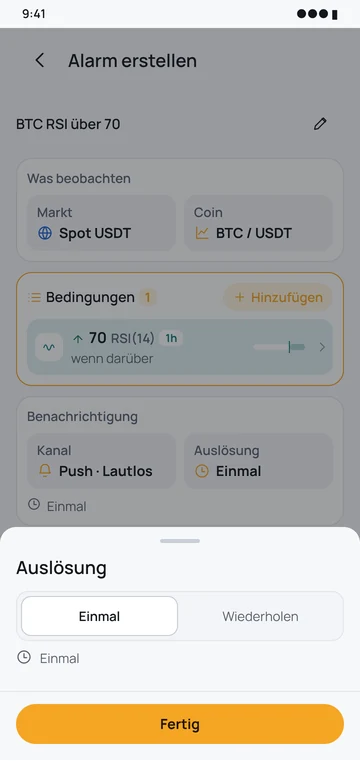 9:41
Alarm erstellen
BTC RSI über 70
Was beobachten
Markt
Spot USDT
Coin
BTC / USDT
Bedingungen 1
+ Hinzufügen
↑ 70 RSI(14) 1h
wenn darüber
Benachrichtigung
Kanal
Push · Lautlos
Auslösung
Einmal
Einmal
Auslösung
Einmal
Wiederholen
Einmal
Fertig